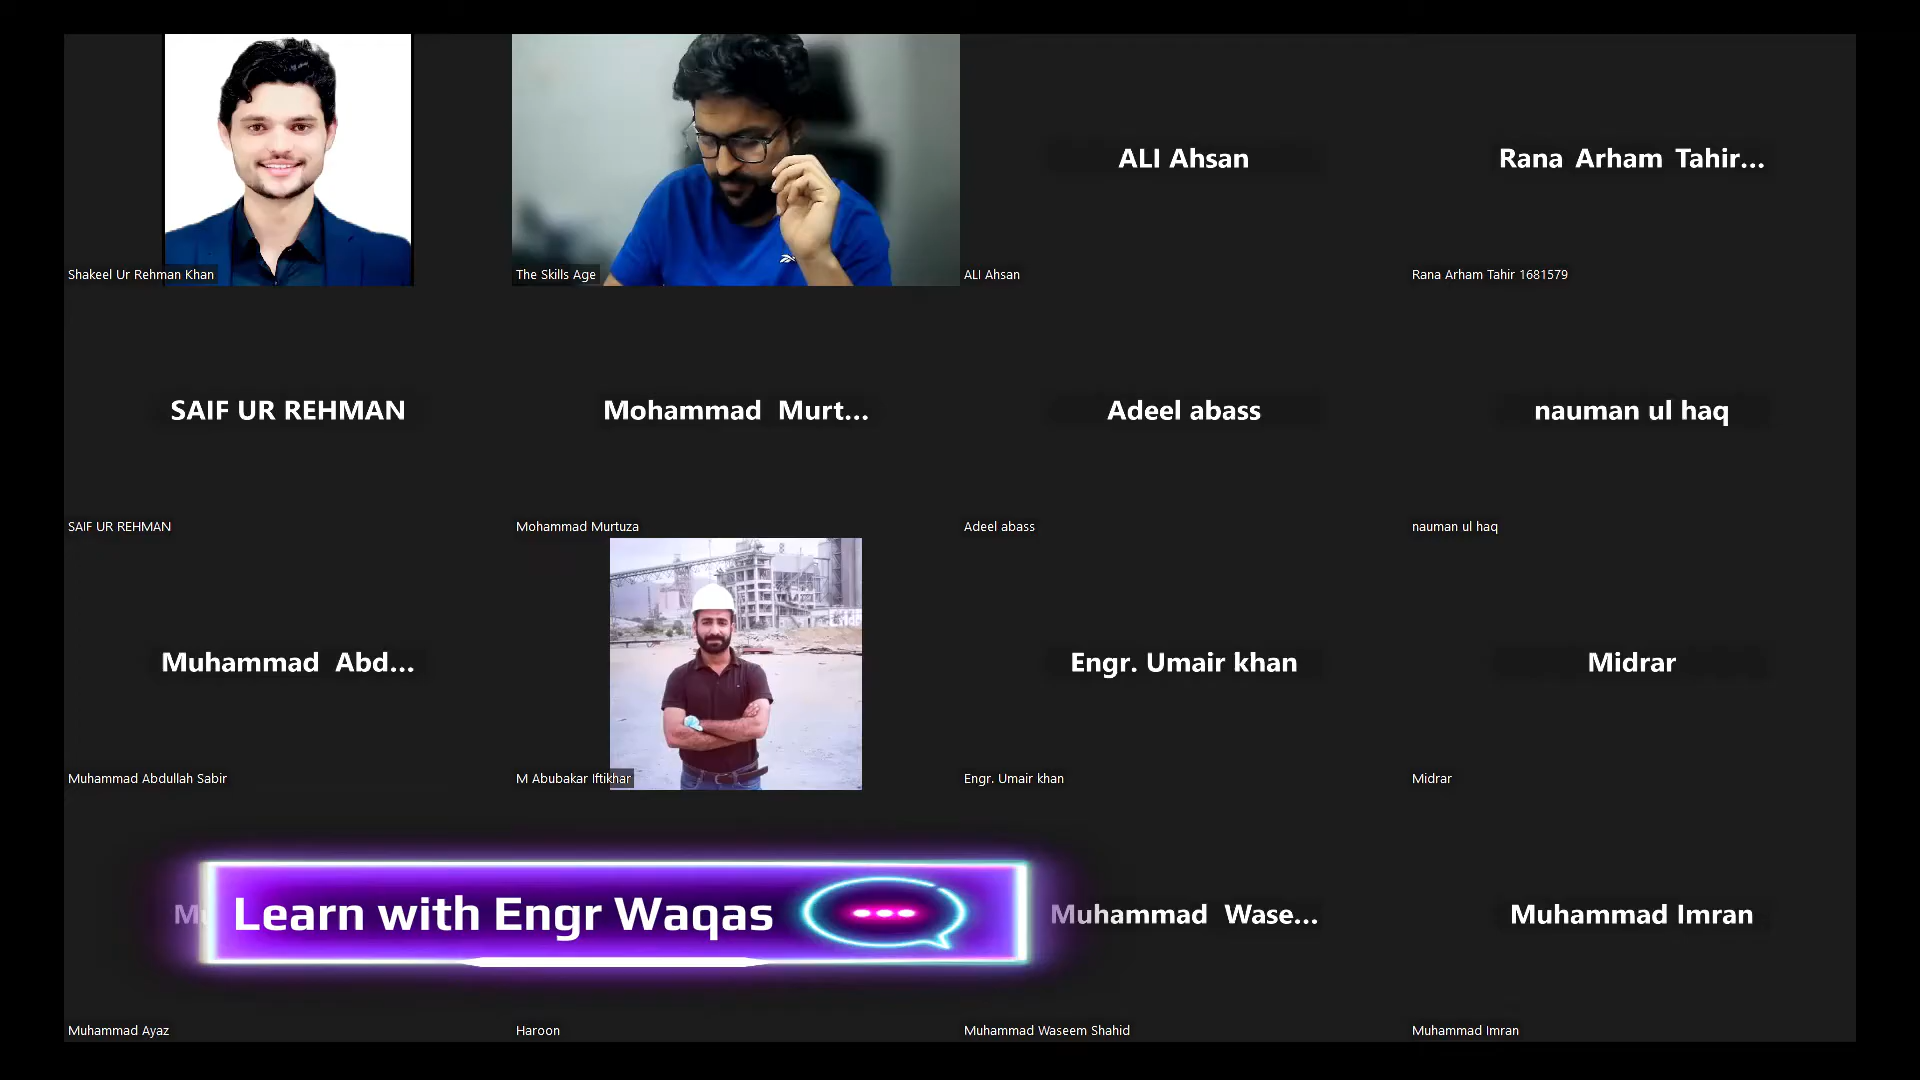 Shakeel Ur Rehman Khan
The Skills Age
ALI Ahsan
ALI Ahsan
Rana Arham Tahir...
Rana Arham Tahir 1681579
SAIF UR REHMAN
SAIF UR REHMAN
Mohammad Murt...
Mohammad Murtuza
Adeel abass
Adeel abass
nauman ul haq
nauman ul haq
Muhammad Abd...
Muhammad Abdullah Sabir
M Abubakar Iftikhar
Engr. Umair khan
Engr. Umair khan
Midrar
Midrar
Learn with Engr Waqas
Muhammad Ayaz
Haroon
Muhammad Wase...
Muhammad Waseem Shahid
Muhammad Imran
Muhammad Imran